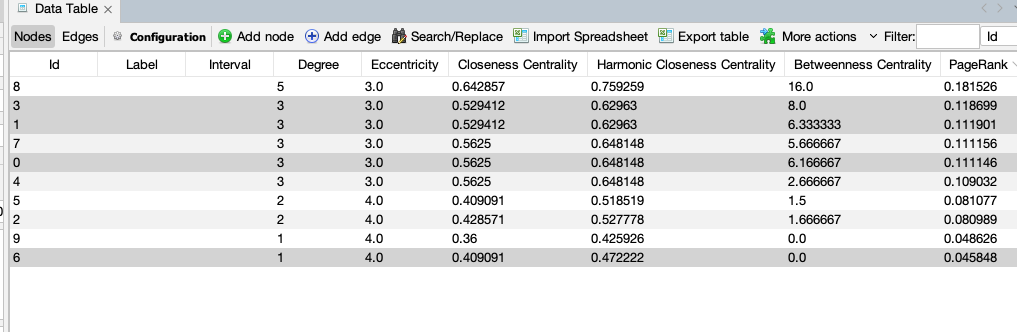 Data Table ×
Nodes Edges Configuration Add node Add edge Search/Replace Import Spreadsheet Export table More actions Filter: Id
Id Label Interval Degree Eccentricity Closeness Centrality Harmonic Closeness Centrality Betweenness Centrality PageRank
8 5 3.0 0.642857 0.759259 16.0 0.181526
3 3 3.0 0.529412 0.62963 8.0 0.118699
1 3 3.0 0.529412 0.62963 6.333333 0.111901
7 3 3.0 0.5625 0.648148 5.666667 0.111156
0 3 3.0 0.5625 0.648148 6.166667 0.111146
4 3 3.0 0.5625 0.648148 2.666667 0.109032
5 2 4.0 0.409091 0.518519 1.5 0.081077
2 2 4.0 0.428571 0.527778 1.666667 0.080989
9 1 4.0 0.36 0.425926 0.0 0.048626
6 1 4.0 0.409091 0.472222 0.0 0.045848